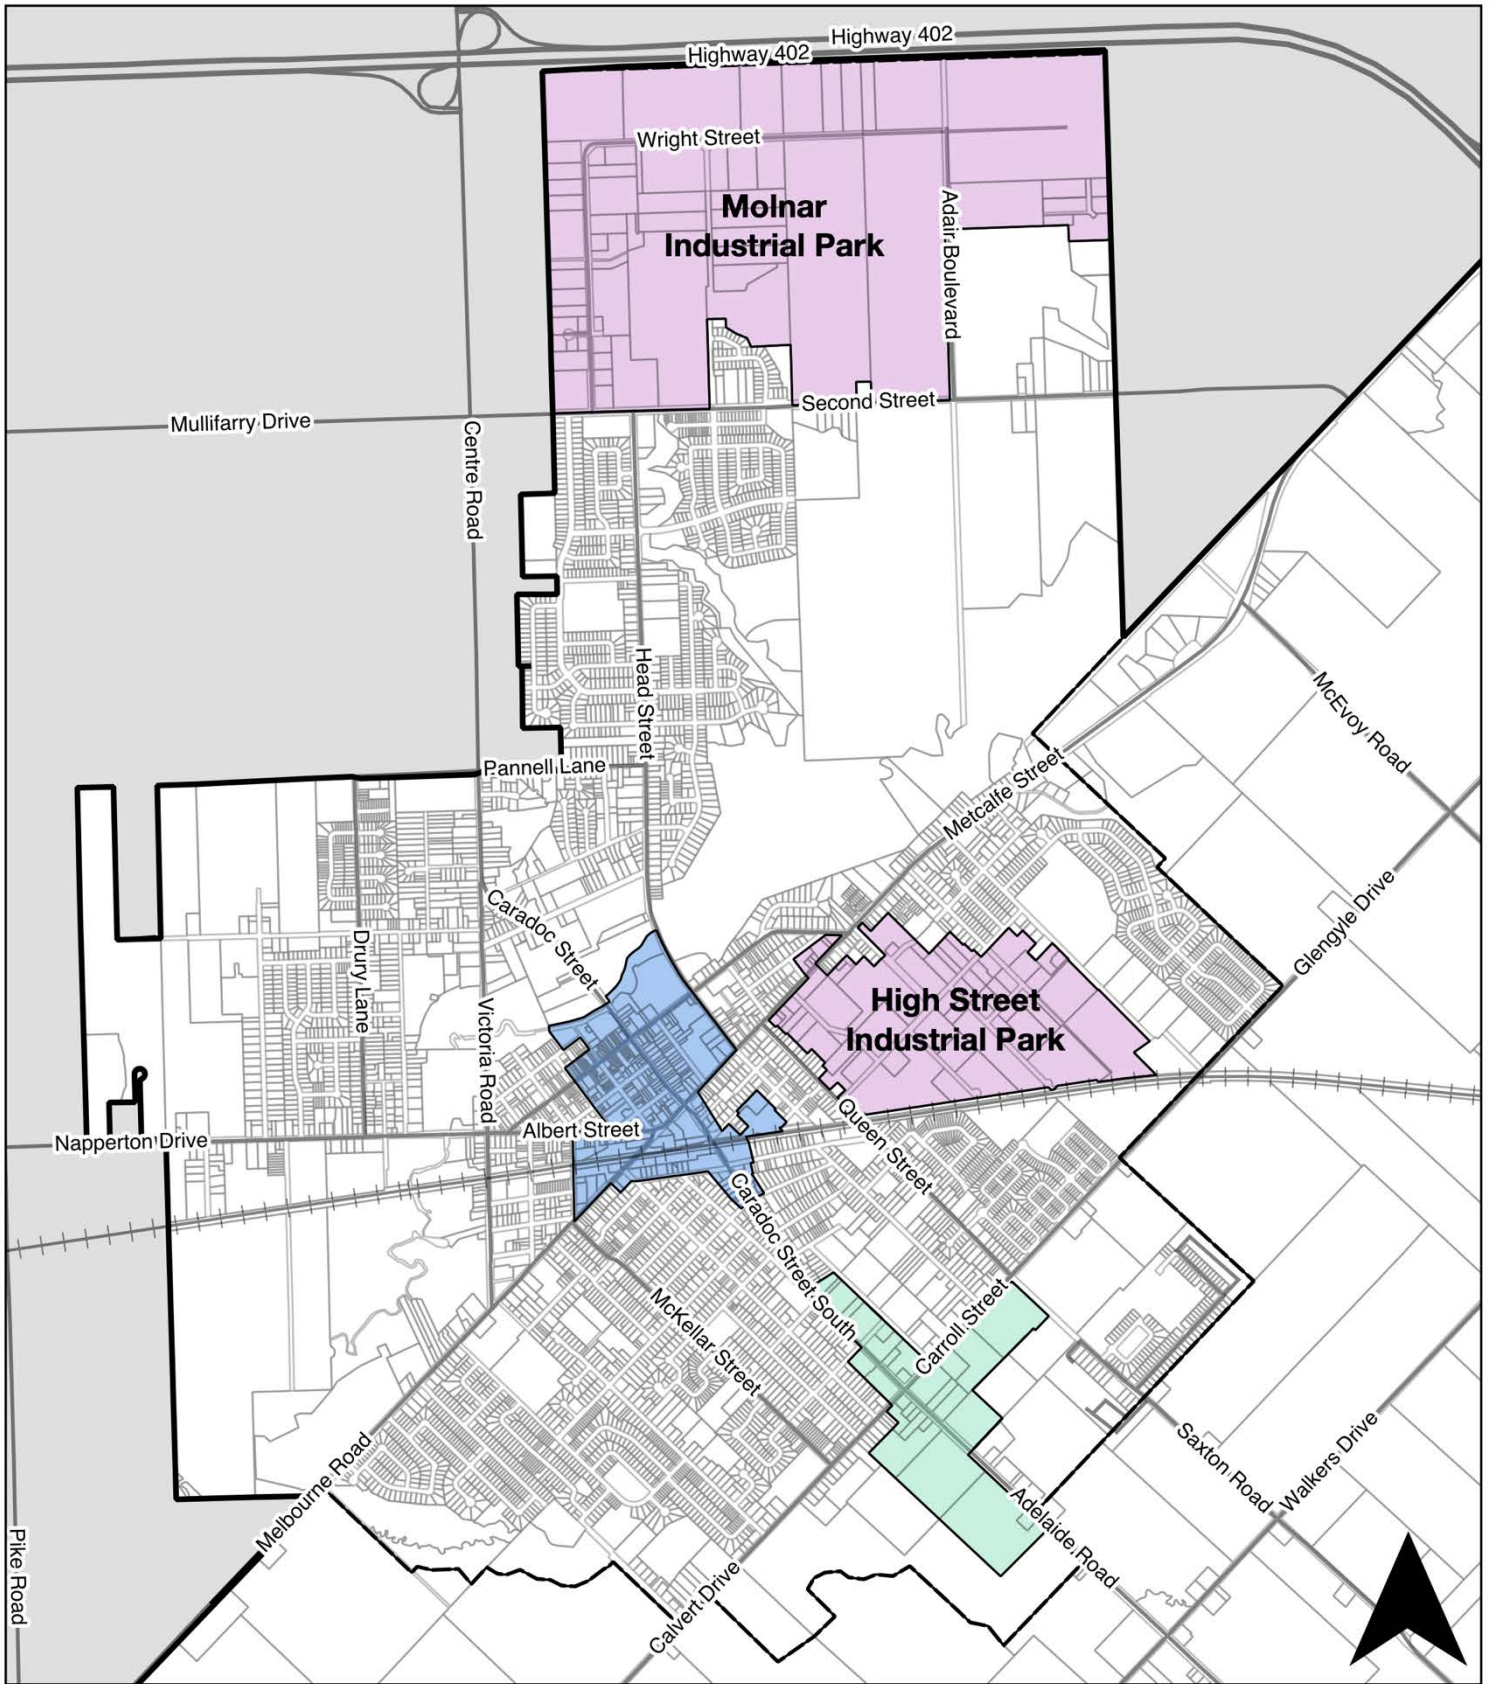 Highway 402
Highway 402
Wright Street
Molnar
Industrial Park
Adair Boulevard
Second Street
Mullifarry Drive
Centre Road
Head Street
McEvoy Road
Pannell Lane
Metcalfe Street
Glengyle Drive
Caradoc Street
Drury Lane
Victoria Road
High Street
Industrial Park
Napperton Drive
Albert Street
Queen Street
Caradoc Street South
McKellar Street
Carroll Street
Saxton Road
Walkers Drive
Melbourne Road
Adelaide Road
Pike Road
Calvert Drive